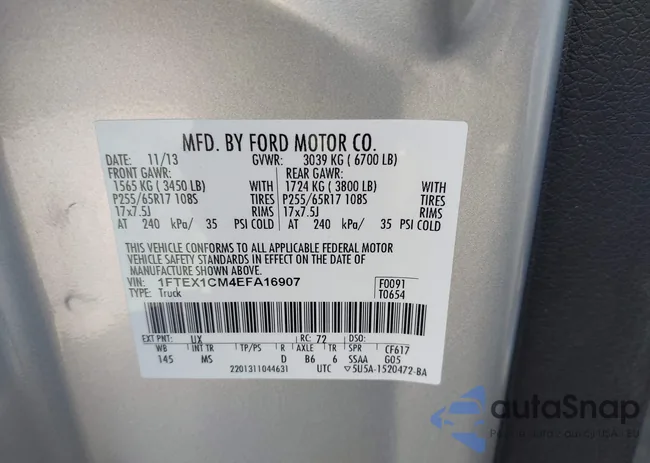 MFD. BY FORD MOTOR CO.
DATE: 11/13 GVWR: 3039 KG ( 6700 LB)
FRONT GAWR: REAR GAWR:
1565 KG ( 3450 LB) WITH 1724 KG ( 3800 LB) WITH
P255/65R17 108S TIRES P255/65R17 108S TIRES
17x7.5J RIMS 17x7.5J RIMS
AT 240 kPa/ 35 PSI COLD AT 240 kPa/ 35 PSI COLD
THIS VEHICLE CONFORMS TO ALL APPLICABLE FEDERAL MOTOR
VEHICLE SAFETY STANDARDS IN EFFECT ON THE DATE OF
MANUFACTURE SHOWN ABOVE.
VIN: 1FTEX1CM4EFA16907 F0091
TYPE: Truck T0654
EXT PNT: UX RC: 72 DSO:
WB INT TR TP/PS R AXLE TR SPR CF617
145 MS D B6 6 SSAA G05
2201311044631 UTC ▽5U5A-1520472-BA
autaSnap